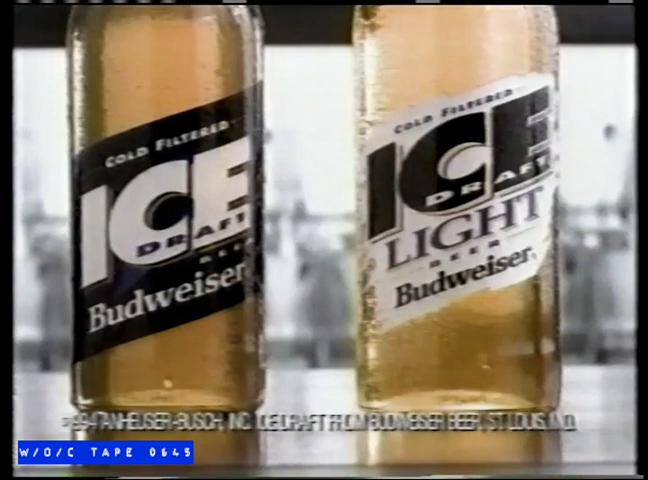 COLD FILTERED
ICE
DRAFT
BEER
Budweiser
COLD FILTERED
ICE
DRAFT
LIGHT
BEER
Budweiser
©1994 ANHEUSER-BUSCH, INC. ICE DRAFT FROM BUDWEISER BEER, ST. LOUIS, MO.
W/O/C TAPE 0645